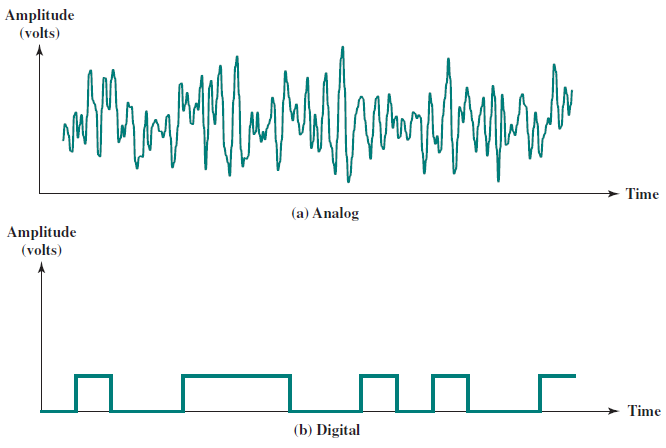 Amplitude
(volts)
Time
(a) Analog
Amplitude
(volts)
Time
(b) Digital